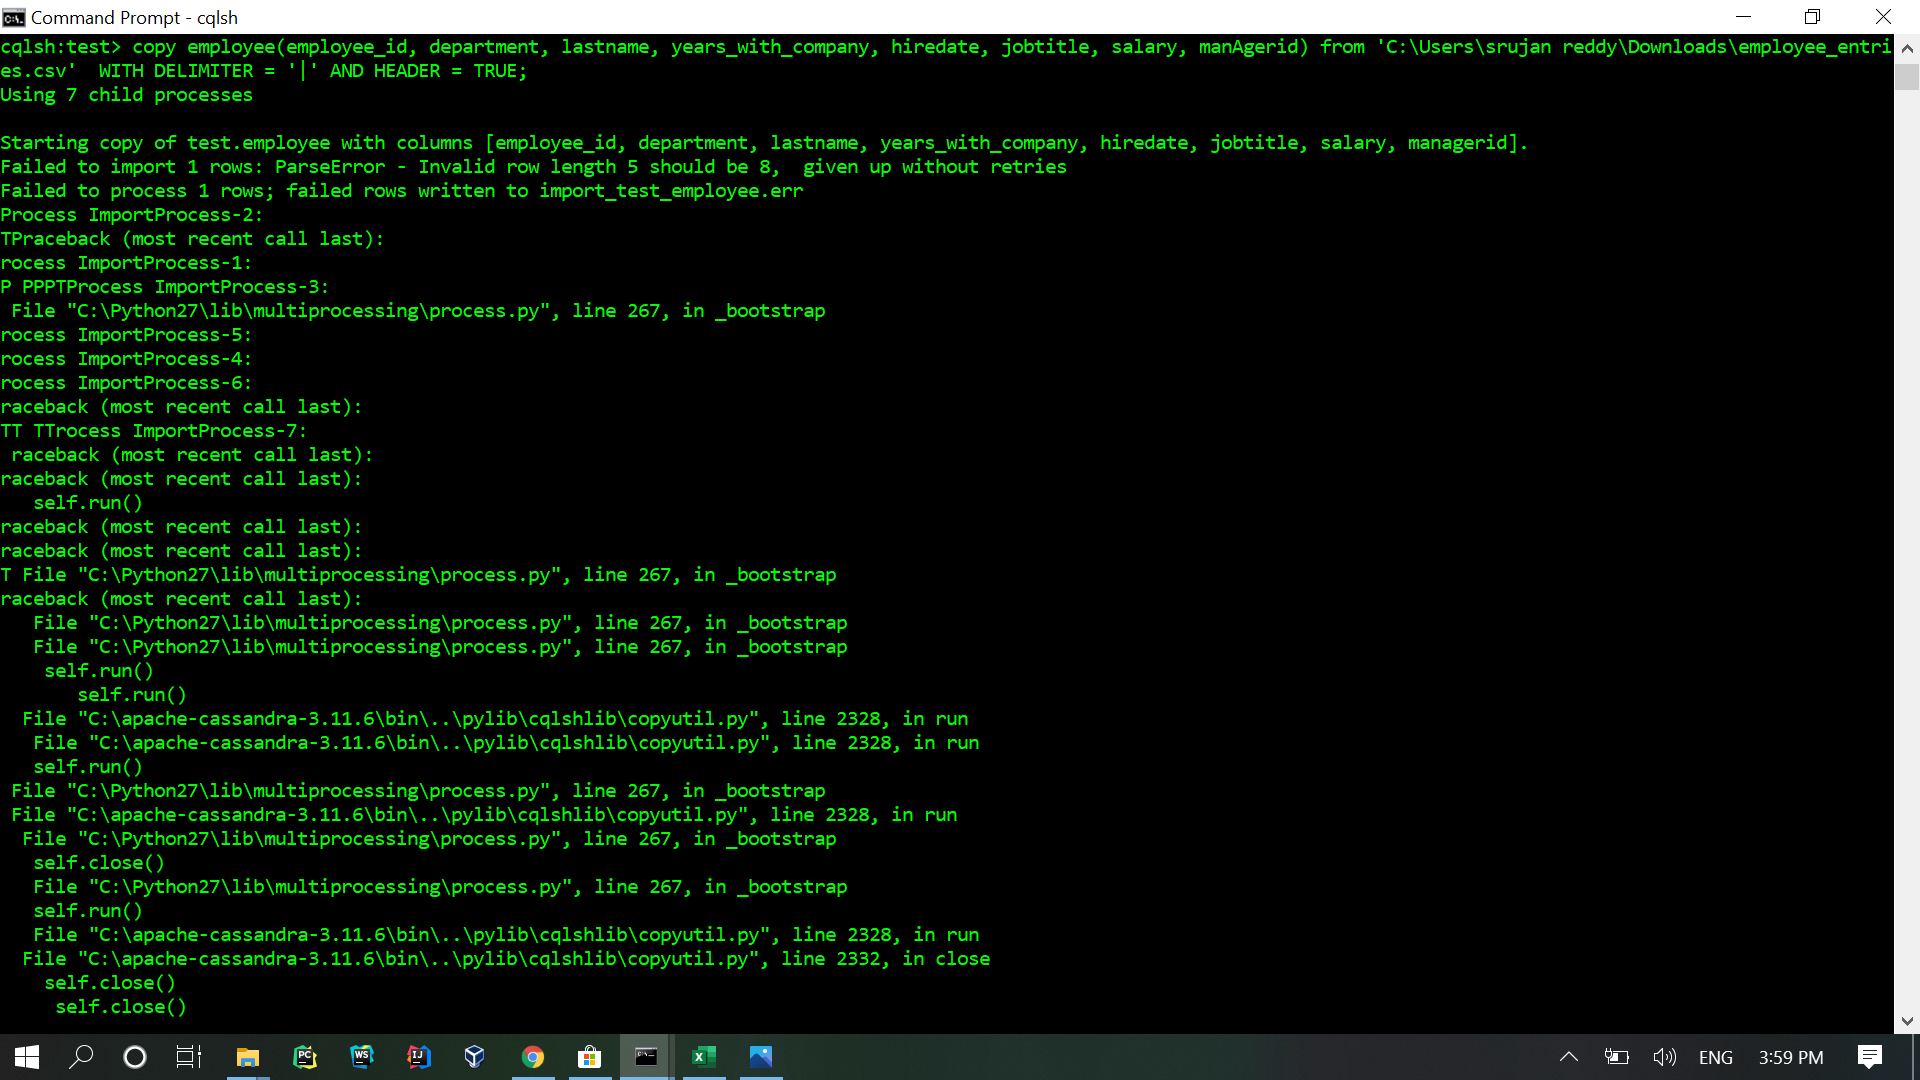 Command Prompt - cqlsh
cqlsh:test> copy employee(employee_id, department, lastname, years_with_company, hiredate, jobtitle, salary, manAgerid) from 'C:\Users\srujan reddy\Downloads\employee_entri
es.csv'  WITH DELIMITER = '|' AND HEADER = TRUE;
Using 7 child processes
Starting copy of test.employee with columns [employee_id, department, lastname, years_with_company, hiredate, jobtitle, salary, managerid].
Failed to import 1 rows: ParseError - Invalid row length 5 should be 8,  given up without retries
Failed to process 1 rows; failed rows written to import_test_employee.err
Process ImportProcess-2:
TPraceback (most recent call last):
rocess ImportProcess-1:
P PPPTProcess ImportProcess-3:
 File "C:\Python27\lib\multiprocessing\process.py", line 267, in _bootstrap
rocess ImportProcess-5:
rocess ImportProcess-4:
rocess ImportProcess-6:
raceback (most recent call last):
TT TTrocess ImportProcess-7:
 raceback (most recent call last):
raceback (most recent call last):
   self.run()
raceback (most recent call last):
raceback (most recent call last):
T File "C:\Python27\lib\multiprocessing\process.py", line 267, in _bootstrap
raceback (most recent call last):
   File "C:\Python27\lib\multiprocessing\process.py", line 267, in _bootstrap
   File "C:\Python27\lib\multiprocessing\process.py", line 267, in _bootstrap
    self.run()
       self.run()
  File "C:\apache-cassandra-3.11.6\bin\..\pylib\cqlshlib\copyutil.py", line 2328, in run
   File "C:\apache-cassandra-3.11.6\bin\..\pylib\cqlshlib\copyutil.py", line 2328, in run
   self.run()
 File "C:\Python27\lib\multiprocessing\process.py", line 267, in _bootstrap
 File "C:\apache-cassandra-3.11.6\bin\..\pylib\cqlshlib\copyutil.py", line 2328, in run
  File "C:\Python27\lib\multiprocessing\process.py", line 267, in _bootstrap
   self.close()
   File "C:\Python27\lib\multiprocessing\process.py", line 267, in _bootstrap
   self.run()
   File "C:\apache-cassandra-3.11.6\bin\..\pylib\cqlshlib\copyutil.py", line 2328, in run
  File "C:\apache-cassandra-3.11.6\bin\..\pylib\cqlshlib\copyutil.py", line 2332, in close
    self.close()
     self.close()
PC WS IJ ENG 3:59 PM